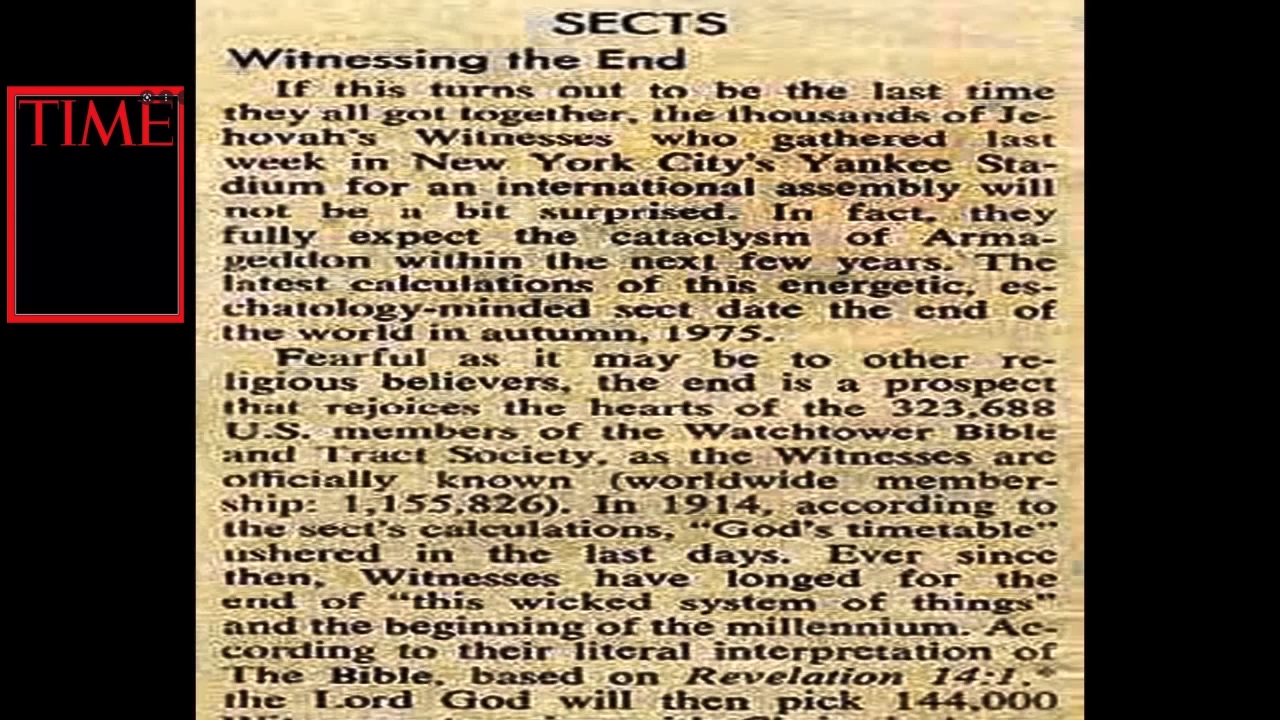 TIME
SECTS
Witnessing the End
If this turns out to be the last time
they all got together, the thousands of Je-
hovah's Witnesses who gathered last
week in New York City's Yankee Sta-
dium for an international assembly will
not be a bit surprised. In fact, they
fully expect the cataclysm of Arma-
geddon within the next few years. The
latest calculations of this energetic, es-
chatology-minded sect date the end of
the world in autumn, 1975.
Fearful as it may be to other re-
ligious believers, the end is a prospect
that rejoices the hearts of the 323,688
U.S. members of the Watchtower Bible
and Tract Society, as the Witnesses are
officially known (worldwide member-
ship: 1,155,826). In 1914, according to
the sect's calculations, "God's timetable"
ushered in the last days. Ever since
then, Witnesses have longed for the
end of "this wicked system of things"
and the beginning of the millennium. Ac-
cording to their literal interpretation of
The Bible, based on Revelation 14:1,*
the Lord God will then pick 144,000